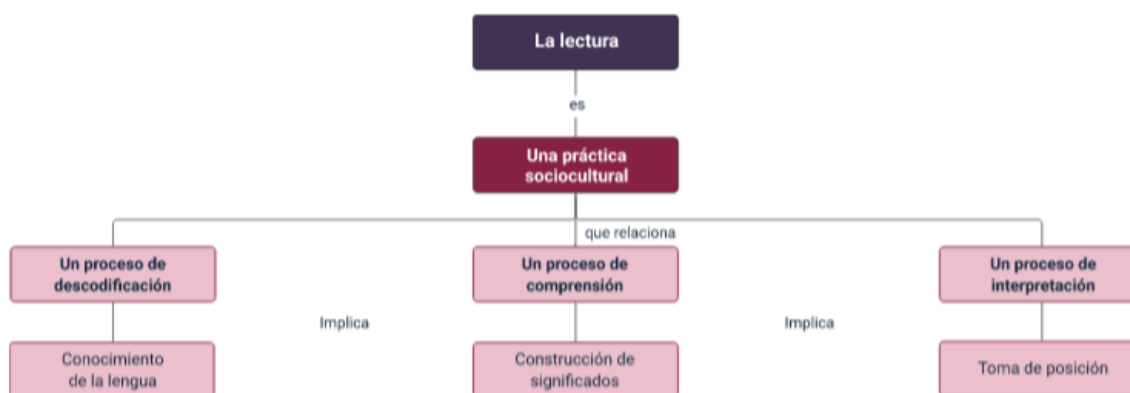 La lectura
es
Una práctica
sociocultural
que relaciona
Un proceso de
descodificación
Un proceso de
comprensión
Un proceso de
interpretación
Implica
Implica
Conocimiento
de la lengua
Construcción de
significados
Toma de posición